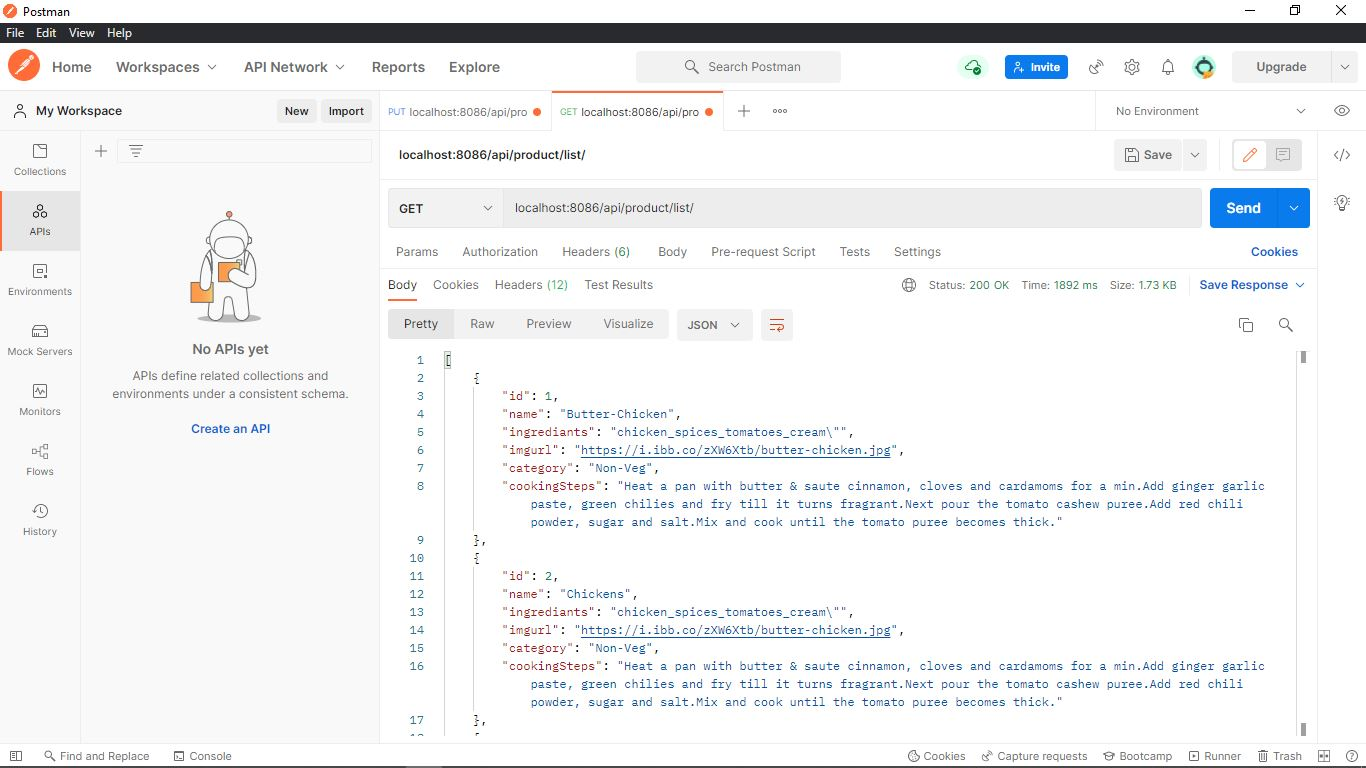 Postman
File Edit View Help
Home Workspaces API Network Reports Explore Search Postman Invite Upgrade
My Workspace New Import PUT localhost:8086/api/pro GET localhost:8086/api/pro No Environment
Collections
APIs
Environments
Mock Servers
Monitors
Flows
History
No APIs yet
APIs define related collections and
environments under a consistent schema.
Create an API
localhost:8086/api/product/list/ Save
GET localhost:8086/api/product/list/ Send
Params Authorization Headers (6) Body Pre-request Script Tests Settings Cookies
Body Cookies Headers (12) Test Results Status: 200 OK Time: 1892 ms Size: 1.73 KB Save Response
Pretty Raw Preview Visualize JSON
1 [
2 {
3 "id": 1,
4 "name": "Butter-Chicken",
5 "ingrediants": "chicken_spices_tomatoes_cream\"",
6 "imgurl": "https://i.ibb.co/zXW6Xtb/butter-chicken.jpg",
7 "category": "Non-Veg",
8 "cookingSteps": "Heat a pan with butter & saute cinnamon, cloves and cardamoms for a min.Add ginger garlic
paste, green chilies and fry till it turns fragrant.Next pour the tomato cashew puree.Add red chili
powder, sugar and salt.Mix and cook until the tomato puree becomes thick."
9 },
10 {
11 "id": 2,
12 "name": "Chickens",
13 "ingrediants": "chicken_spices_tomatoes_cream\"",
14 "imgurl": "https://i.ibb.co/zXW6Xtb/butter-chicken.jpg",
15 "category": "Non-Veg",
16 "cookingSteps": "Heat a pan with butter & saute cinnamon, cloves and cardamoms for a min.Add ginger garlic
paste, green chilies and fry till it turns fragrant.Next pour the tomato cashew puree.Add red chili
powder, sugar and salt.Mix and cook until the tomato puree becomes thick."
17 },
Find and Replace Console Cookies Capture requests Bootcamp Runner Trash